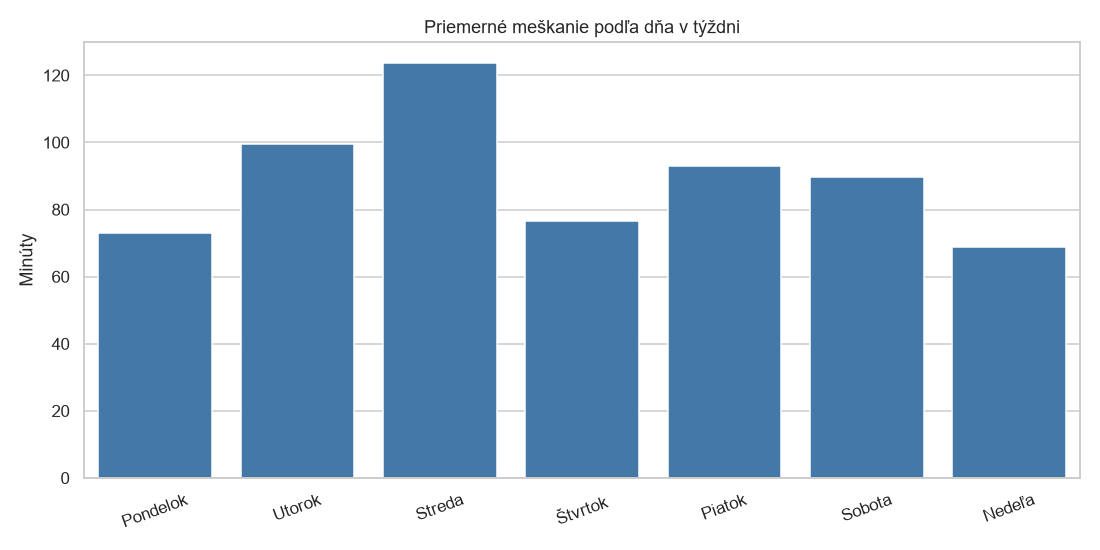 Priemerné meškanie podľa dňa v týždni
Minúty
120
100
80
60
40
20
0
Pondelok
Utorok
Streda
Štvrtok
Piatok
Sobota
Nedeľa